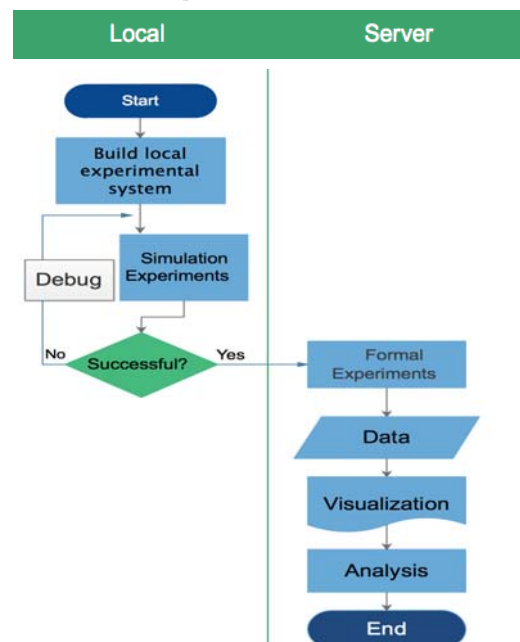 Local
Server
Start
Build local
experimental
system
Simulation
Experiments
Debug
No
Successful?
Yes
Formal
Experiments
Data
Visualization
Analysis
End